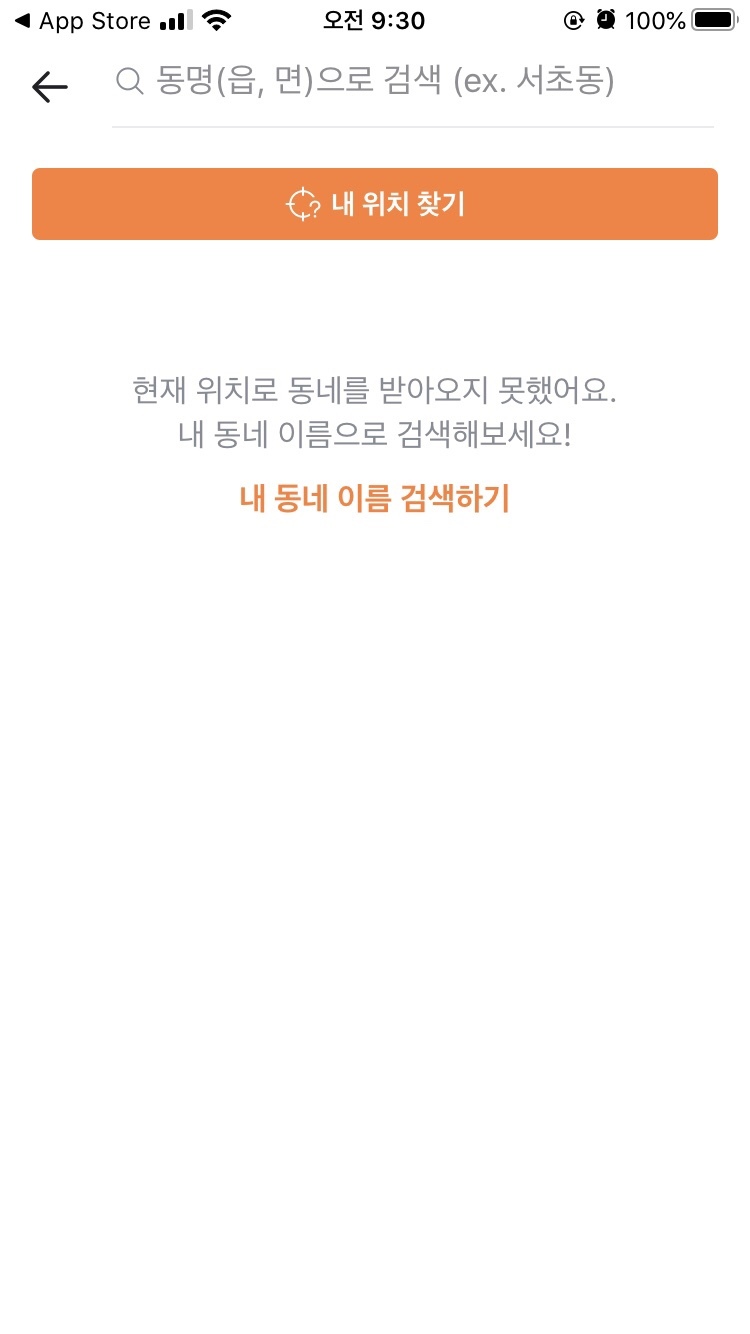 ◀ App Store 오전 9:30 100%
동명(읍, 면)으로 검색 (ex. 서초동)
내 위치 찾기
현재 위치로 동네를 받아오지 못했어요.
내 동네 이름으로 검색해보세요!
내 동네 이름 검색하기